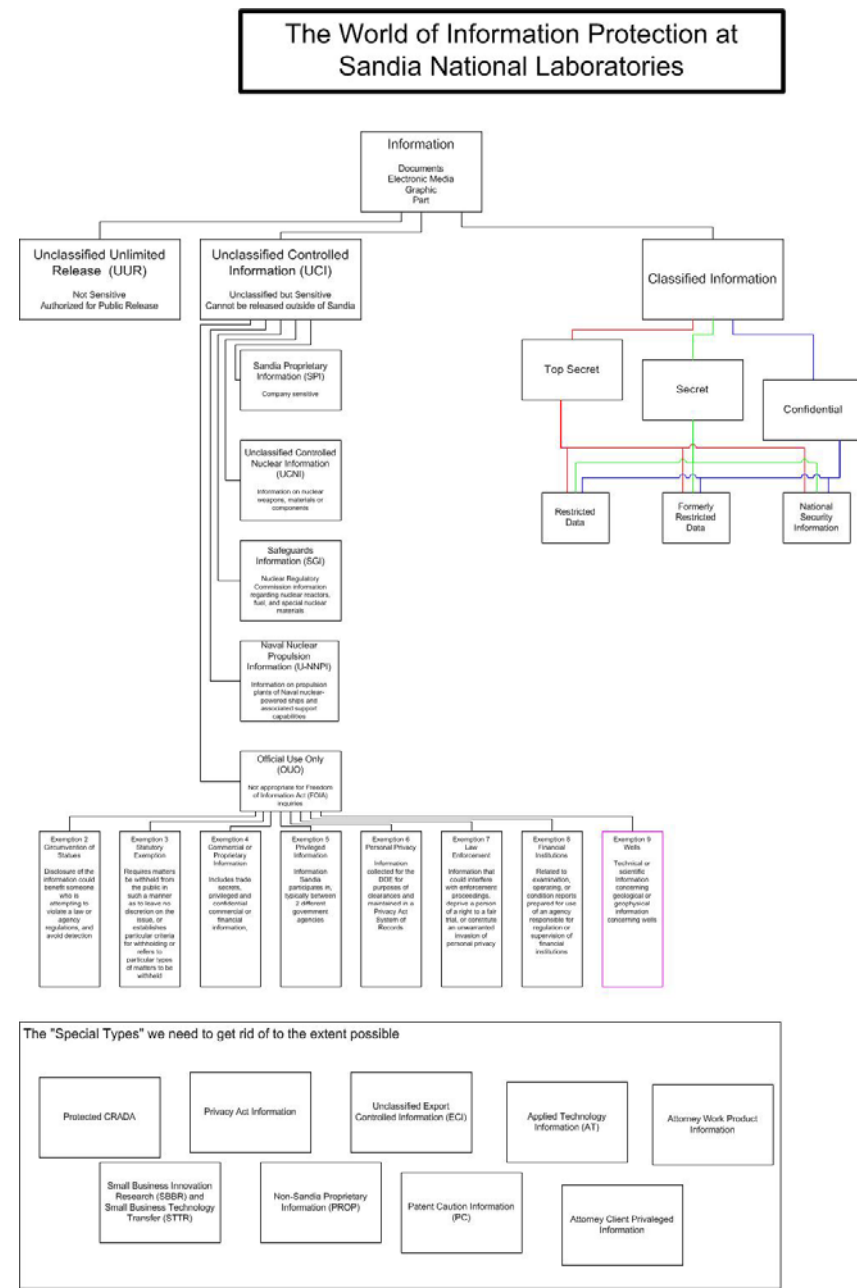 The World of Information Protection at
Sandia National Laboratories
Information
Documents
Electronic Media
Graphic
Part
Unclassified Unlimited
Release (UUR)
Not Sensitive
Authorized for Public Release
Unclassified Controlled
Information (UCI)
Unclassified but Sensitive
Cannot be released outside of Sandia
Classified Information
Sandia Proprietary
Information (SPI)
Company sensitive
Top Secret
Secret
Confidential
Unclassified Controlled
Nuclear Information
(UCNI)
Information on nuclear
weapons, materials or
components
Restricted
Data
Formerly
Restricted
Data
National
Security
Information
Safeguards
Information (SGI)
Nuclear Regulatory
Commission information
regarding nuclear reactors,
fuel, and special nuclear
materials
Naval Nuclear
Propulsion
Information (U-NNPI)
Information on propulsion
plants of Naval nuclear-
powered ships and
associated support
capabilities
Official Use Only
(OUO)
Not appropriate for Freedom
of Information Act (FOIA)
inquiries
Exemption 2
Circumvention of
Statues
Disclosure of the
information could
benefit someone
who is
attempting to
violate a law or
agency
regulations, and
avoid detection
Exemption 3
Statutory
Exemption
Requires matters
be withheld from
the public in
such a manner
as to leave no
discretion on the
issue, or
establishes
particular criteria
for withholding or
refers to
particular types
of matters to be
withheld
Exemption 4
Commercial or
Proprietary
Information
Includes trade
secrets,
privileged and
confidential
commercial or
financial
information,
Exemption 5
Privileged
Information
Information
Sandia
participates in,
typically between
2 different
government
agencies
Exemption 6
Personal Privacy
Information
collected for the
DOE for
purposes of
clearances and
maintained in a
Privacy Act
System of
Records
Exemption 7
Law
Enforcement
Information that
could interfere
with enforcement
proceedings,
deprive a person
of a right to a fair
trial, or constitute
an unwarranted
invasion of
personal privacy
Exemption 8
Financial
Institutions
Related to
examination,
operating, or
condition reports
prepared for use
of an agency
responsible for
regulation or
supervision of
financial
institutions
Exemption 9
Wells
Technical or
scientific
information
concerning
geological or
geophysical
information
concerning wells
The "Special Types" we need to get rid of to the extent possible
Protected CRADA
Privacy Act Information
Unclassified Export
Controlled Information (ECI)
Applied Technology
Information (AT)
Attorney Work Product
Information
Small Business Innovation
Research (SBBR) and
Small Business Technology
Transfer (STTR)
Non-Sandia Proprietary
Information (PROP)
Patent Caution Information
(PC)
Attorney Client Privaleged
Information